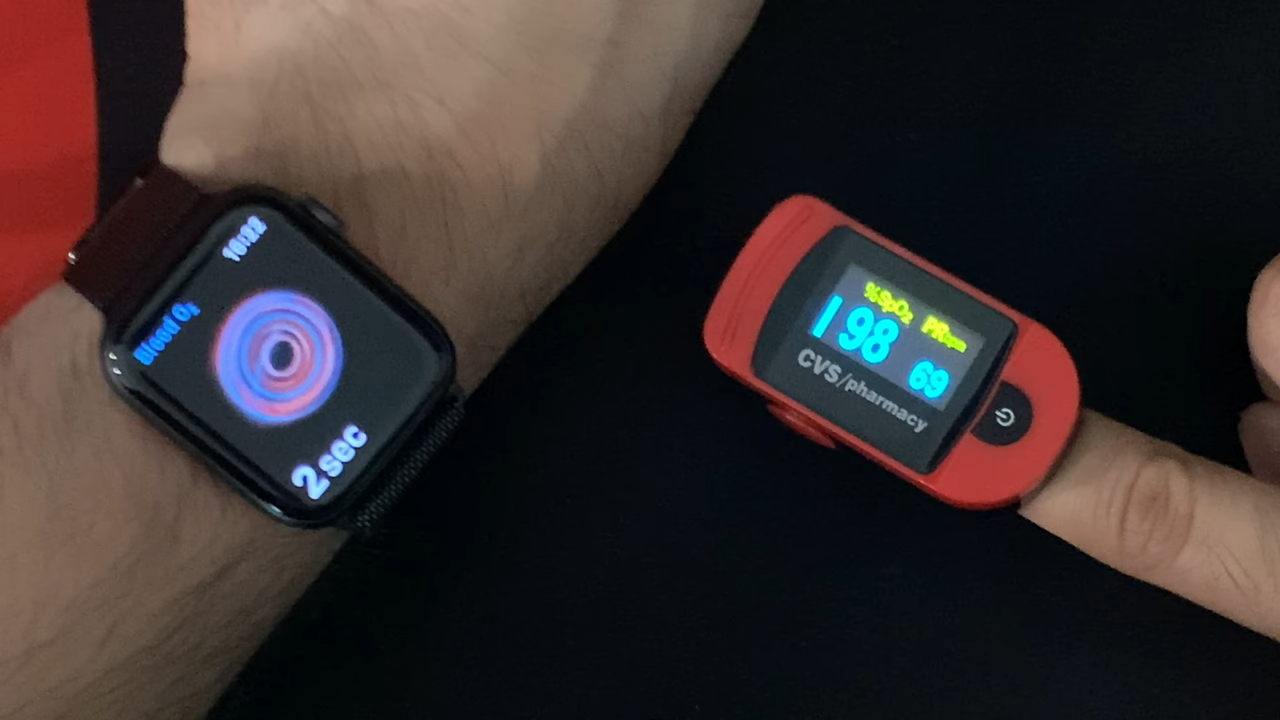 10:22
Blood O₂
2 sec
%SpO₂ PRbpm
98 69
CVS/pharmacy